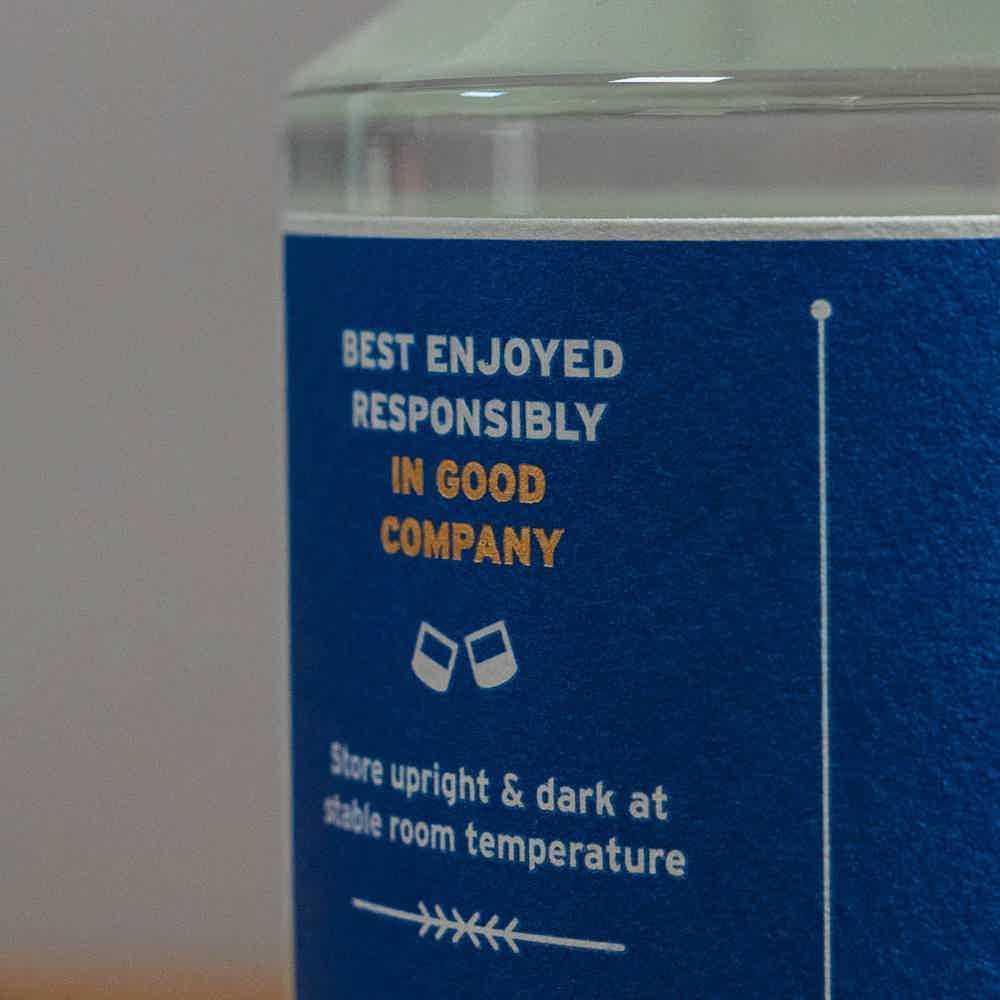 BEST ENJOYED
RESPONSIBLY
IN GOOD
COMPANY
Store upright & dark at
stable room temperature